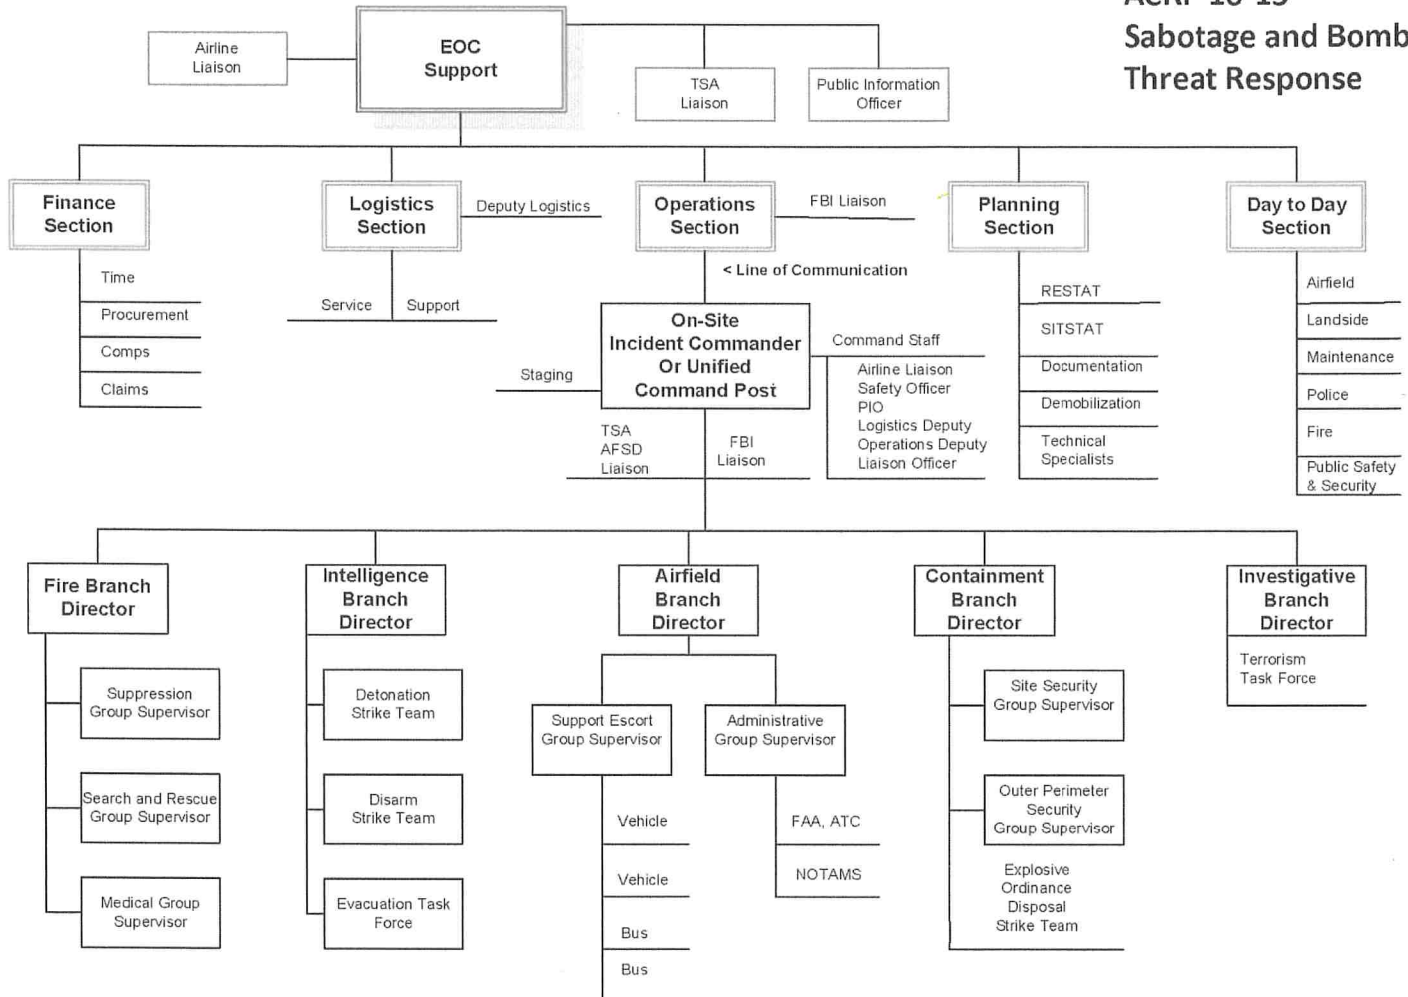 Sabotage and Bomb
Threat Response
EOC
Support
Airline
Liaison
TSA
Liaison
Public Information
Officer
Finance
Section
Logistics
Section
Deputy Logistics
Operations
Section
FBI Liaison
Planning
Section
Day to Day
Section
Time
Procurement
Comps
Claims
Service
Support
< Line of Communication
On-Site
Incident Commander
Or Unified
Command Post
Staging
Command Staff
Airline Liaison
Safety Officer
PIO
Logistics Deputy
Operations Deputy
Liaison Officer
TSA
AFSD
Liaison
FBI
Liaison
RESTAT
SITSTAT
Documentation
Demobilization
Technical
Specialists
Airfield
Landside
Maintenance
Police
Fire
Public Safety
& Security
Fire Branch
Director
Intelligence
Branch
Director
Airfield
Branch
Director
Containment
Branch
Director
Investigative
Branch
Director
Suppression
Group Supervisor
Search and Rescue
Group Supervisor
Medical Group
Supervisor
Detonation
Strike Team
Disarm
Strike Team
Evacuation Task
Force
Support Escort
Group Supervisor
Administrative
Group Supervisor
Vehicle
Vehicle
Bus
Bus
FAA, ATC
NOTAMS
Site Security
Group Supervisor
Outer Perimeter
Security
Group Supervisor
Explosive
Ordinance
Disposal
Strike Team
Terrorism
Task Force